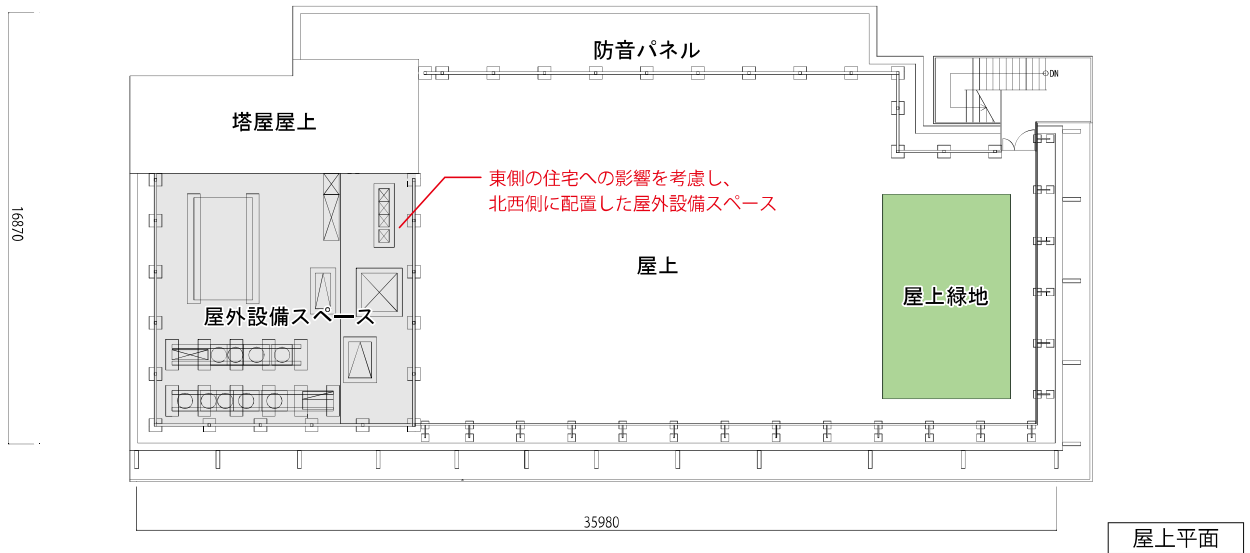 防音パネル
DN
塔屋屋上
東側の住宅への影響を考慮し、
北西側に配置した屋外設備スペース
16870
屋上
屋上緑地
屋外設備スペース
35980
屋上平面